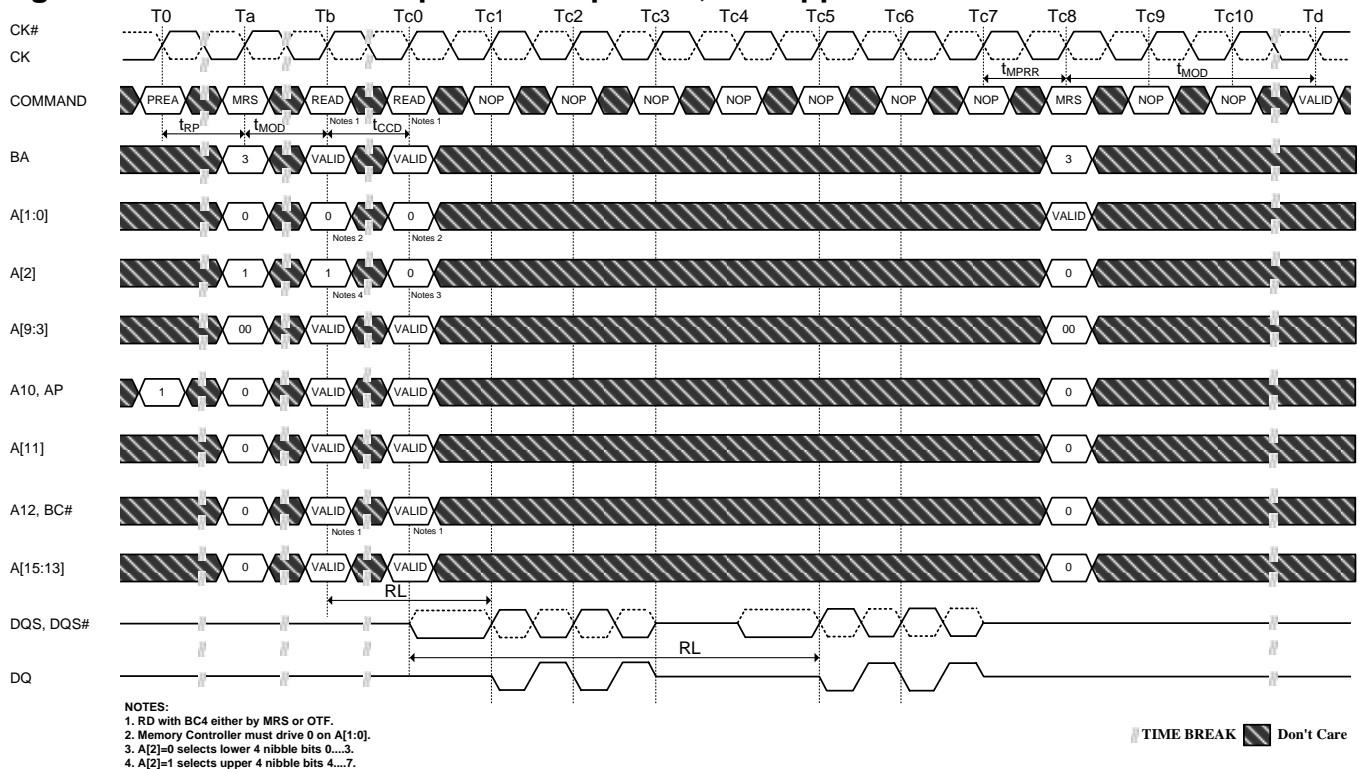 T0 Ta Tb Tc0 Tc1 Tc2 Tc3 Tc4 Tc5 Tc6 Tc7 Tc8 Tc9 Tc10 Td
CK#
CK
tMPRR tMOD
COMMAND PREA MRS READ READ NOP NOP NOP NOP NOP NOP NOP MRS NOP NOP VALID
Notes 1 Notes 1
tRP tMOD tCCD
BA 3 VALID VALID 3
A[1:0] 0 0 0 VALID
Notes 2 Notes 2
A[2] 1 1 0 0
Notes 4 Notes 3
A[9:3] 00 VALID VALID 00
A10, AP 1 0 VALID VALID 0
A[11] 0 VALID VALID 0
A12, BC# 0 VALID VALID 0
Notes 1 Notes 1
A[15:13] 0 VALID VALID 0
RL
DQS, DQS#
RL
DQ
NOTES:
1. RD with BC4 either by MRS or OTF.
2. Memory Controller must drive 0 on A[1:0].
3. A[2]=0 selects lower 4 nibble bits 0....3.
4. A[2]=1 selects upper 4 nibble bits 4....7.
TIME BREAK Don't Care